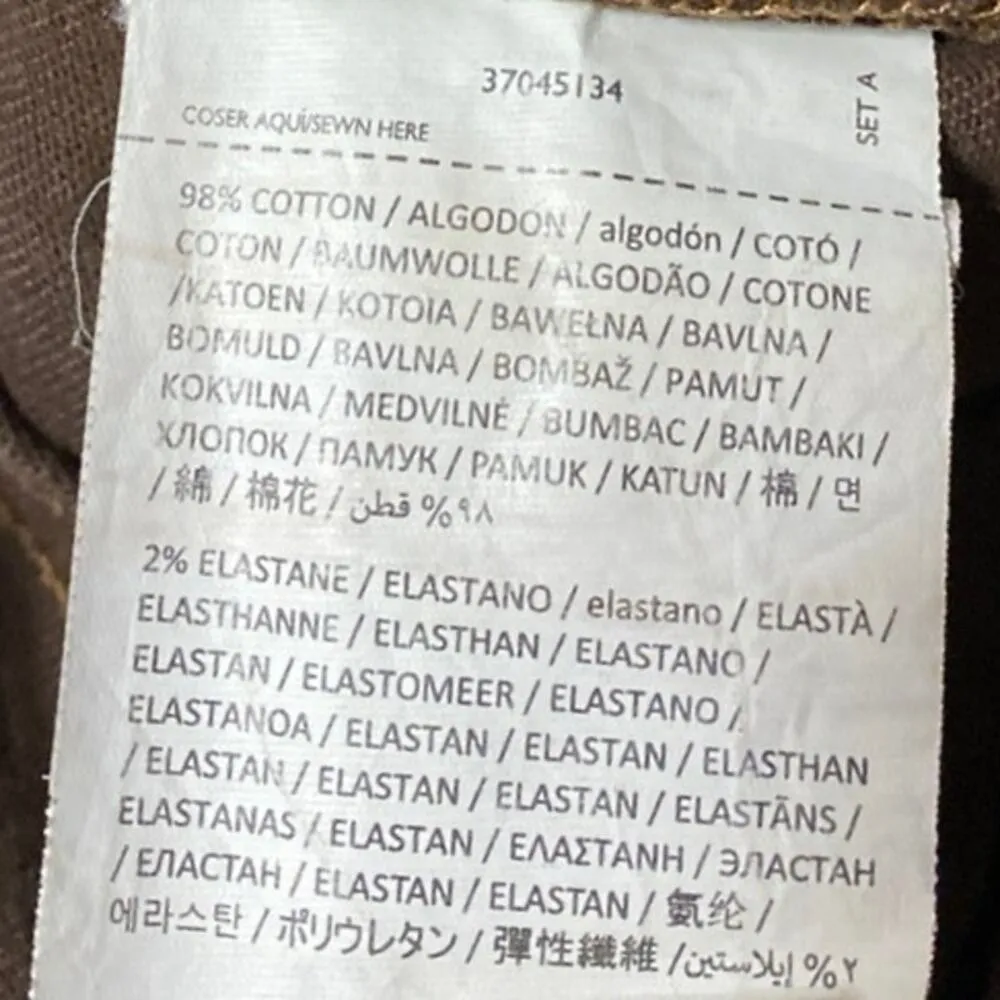 37045134
SET A
COSER AQUÍ/SEWN HERE
98% COTTON / ALGODON / algodón / COTÓ /
COTON / BAUMWOLLE / ALGODÃO / COTONE
/KATOEN / KOTOIA / BAWEŁNA / BAVLNA /
BOMULD / BAVLNA / BOMBAŽ / PAMUT /
KOKVILNA / MEDVILNĖ / BUMBAC / BAMBAKI /
ХЛОПОК / ПАМУК / PAMUK / KATUN / 棉 / 면
/ 綿 / 棉花 / ٩٨% قطن
2% ELASTANE / ELASTANO / elastano / ELASTÀ /
ELASTHANNE / ELASTHAN / ELASTANO /
ELASTAN / ELASTOMEER / ELASTANO /
ELASTANOA / ELASTAN / ELASTAN / ELASTHAN
/ ELASTAN / ELASTAN / ELASTAN / ELASTĀNS /
ELASTANAS / ELASTAN / ΕΛΑΣΤΑΝΗ / ЭЛАСТАН
/ ЕЛАСТАН / ELASTAN / ELASTAN / 氨纶 /
에라스탄 / ポリウレタン / 彈性纖維 / ٢% إيلاستين